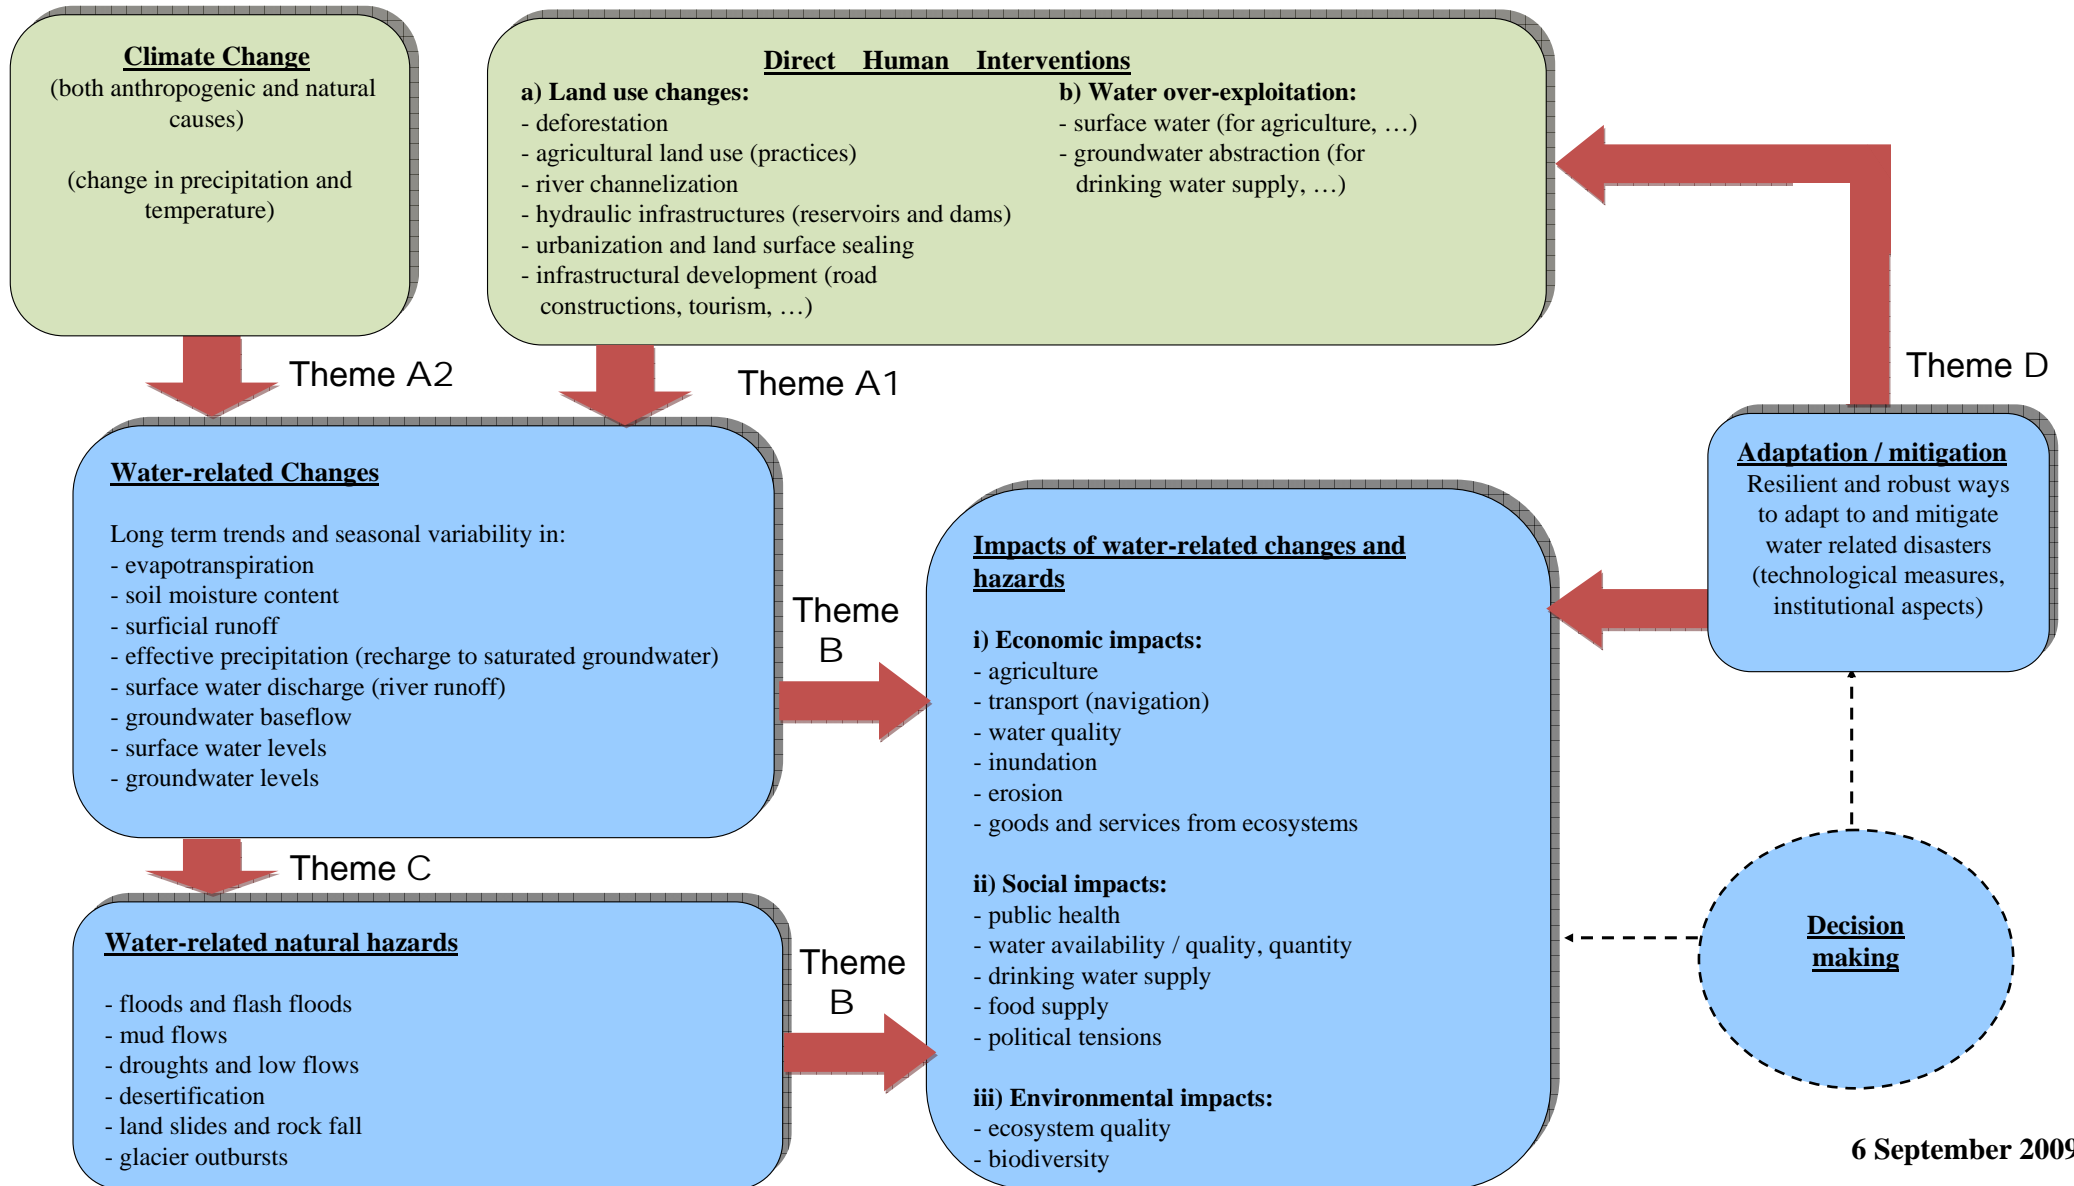 Climate Change
(both anthropogenic and natural
causes)
(change in precipitation and
temperature)
Direct Human Interventions
a) Land use changes:
- deforestation
- agricultural land use (practices)
- river channelization
- hydraulic infrastructures (reservoirs and dams)
- urbanization and land surface sealing
- infrastructural development (road
constructions, tourism, …)
b) Water over-exploitation:
- surface water (for agriculture, …)
- groundwater abstraction (for
drinking water supply, …)
Theme A2
Theme A1
Theme D
Water-related Changes
Long term trends and seasonal variability in:
- evapotranspiration
- soil moisture content
- surficial runoff
- effective precipitation (recharge to saturated groundwater)
- surface water discharge (river runoff)
- groundwater baseflow
- surface water levels
- groundwater levels
Theme
B
Impacts of water-related changes and
hazards
i) Economic impacts:
- agriculture
- transport (navigation)
- water quality
- inundation
- erosion
- goods and services from ecosystems
ii) Social impacts:
- public health
- water availability / quality, quantity
- drinking water supply
- food supply
- political tensions
iii) Environmental impacts:
- ecosystem quality
- biodiversity
Adaptation / mitigation
Resilient and robust ways
to adapt to and mitigate
water related disasters
(technological measures,
institutional aspects)
Theme C
Water-related natural hazards
- floods and flash floods
- mud flows
- droughts and low flows
- desertification
- land slides and rock fall
- glacier outbursts
Theme
B
Decision
making
6 September 2009